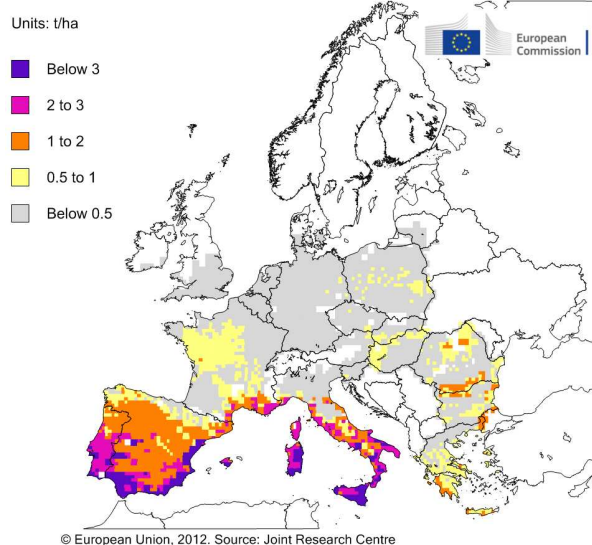 Units: t/ha
European
Commission
Below 3
2 to 3
1 to 2
0.5 to 1
Below 0.5
© European Union, 2012. Source: Joint Research Centre